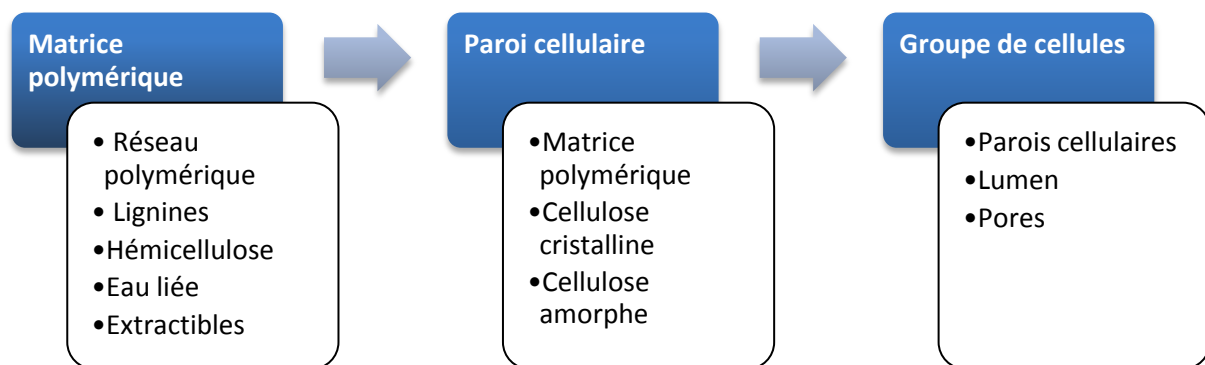 Matrice
polymérique
• Réseau
polymérique
• Lignines
•Hémicellulose
•Eau liée
•Extractibles
Paroi cellulaire
•Matrice
polymérique
•Cellulose
cristalline
•Cellulose
amorphe
Groupe de cellules
•Parois cellulaires
•Lumen
•Pores